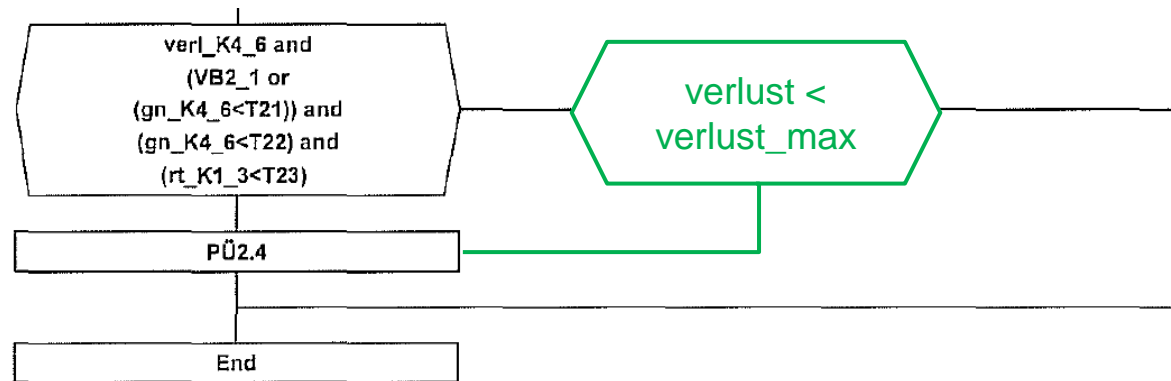 verl_K4_6 and
(VB2_1 or
(gn_K4_6<T21)) and
(gn_K4_6<T22) and
(rt_K1_3<T23)
verlust <
verlust_max
PÜ2.4
End